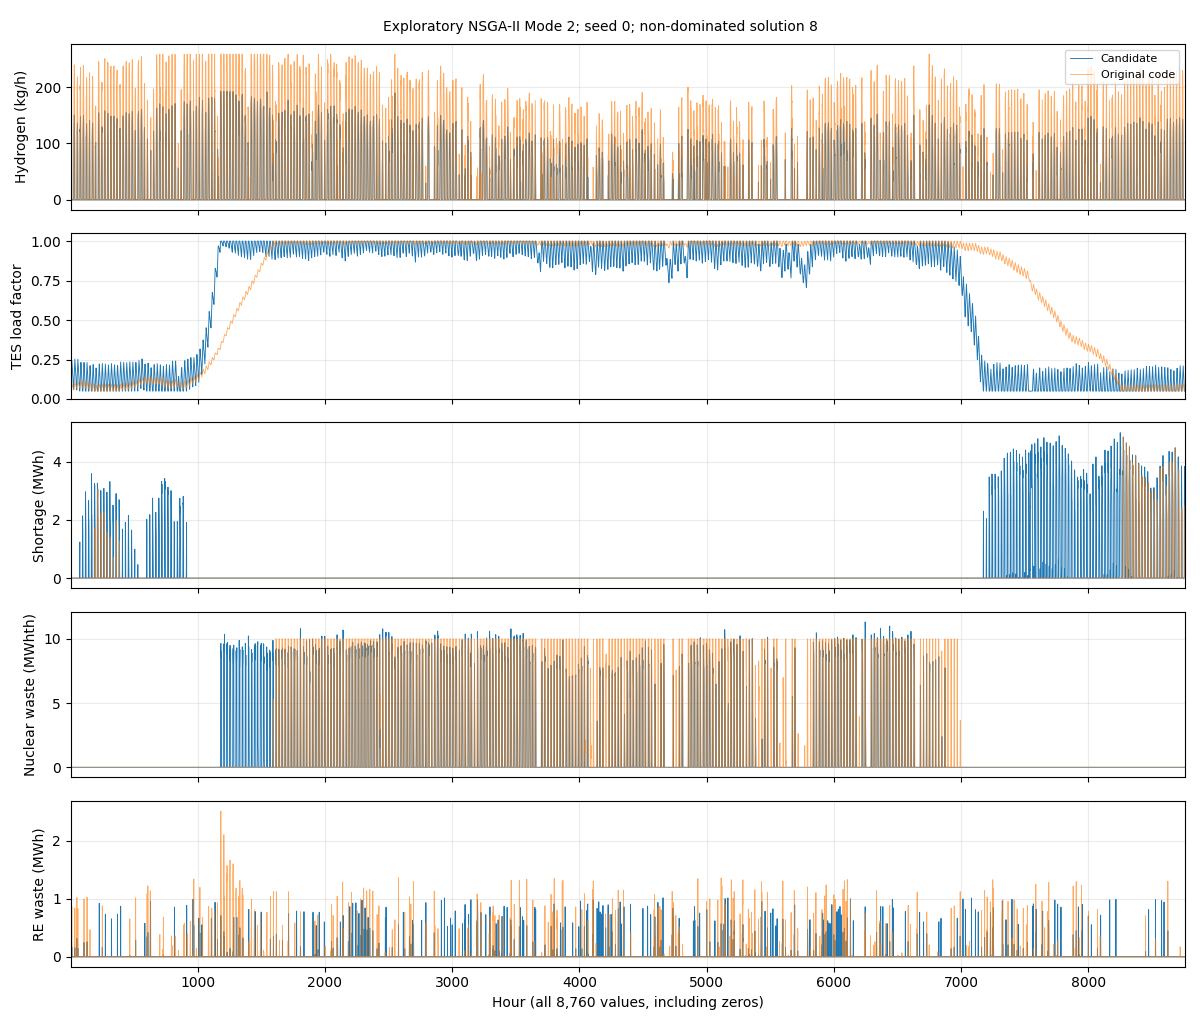 Exploratory NSGA-II Mode 2; seed 0; non-dominated solution 8
Hydrogen (kg/h)
200
100
0
Candidate
Original code
TES load factor
1.00
0.75
0.50
0.25
0.00
Shortage (MWh)
4
2
0
Nuclear waste (MWhth)
10
5
0
RE waste (MWh)
2
1
0
1000 2000 3000 4000 5000 6000 7000 8000
Hour (all 8,760 values, including zeros)